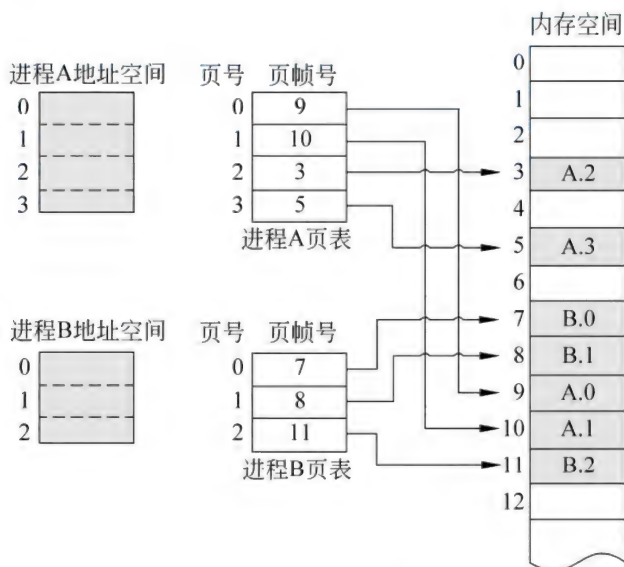 内存空间
进程A地址空间 页号 页帧号
0
1
2
3
0 9
1 10
2 3
3 5
进程A页表
进程B地址空间 页号 页帧号
0
1
2
0 7
1 8
2 11
进程B页表
0
1
2
3 A.2
4
5 A.3
6
7 B.0
8 B.1
9 A.0
10 A.1
11 B.2
12